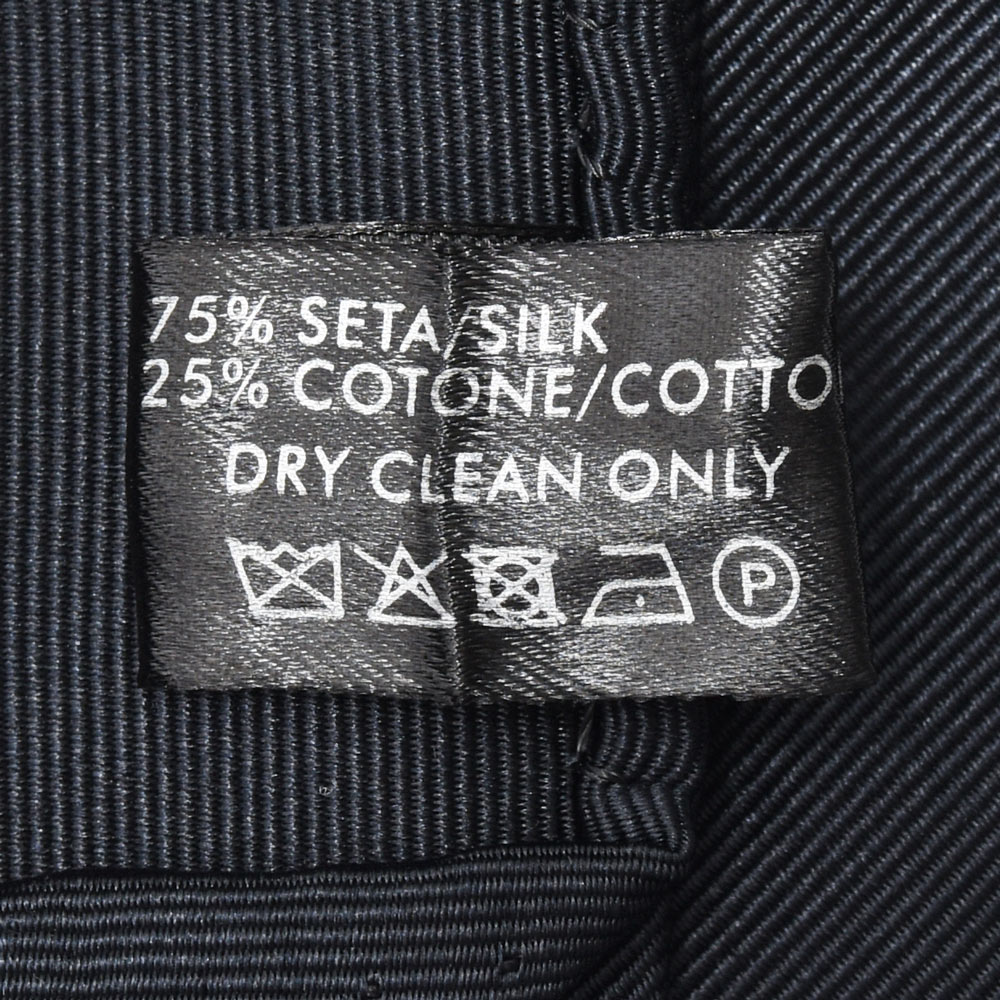 75% SETA/SILK
25% COTONE/COTTO
DRY CLEAN ONLY
P